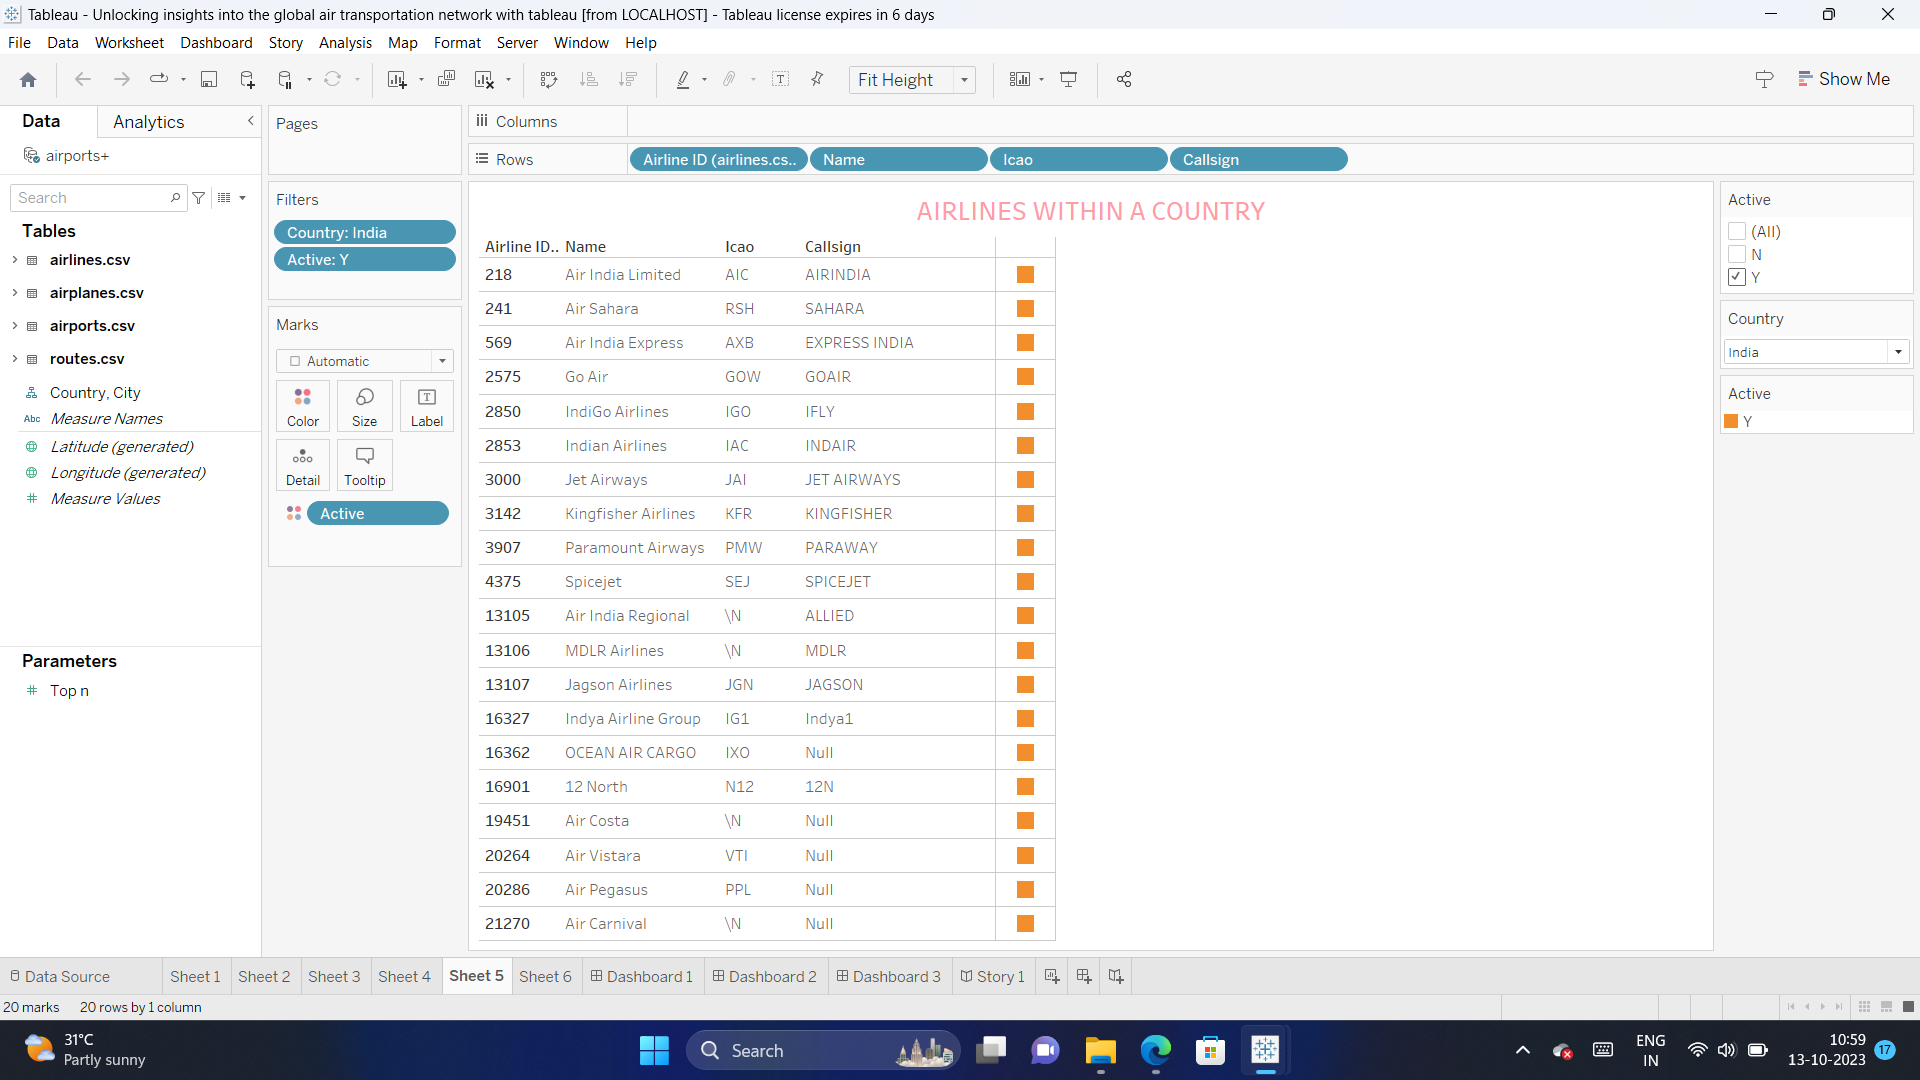 Tableau - Unlocking insights into the global air transportation network with tableau [from LOCALHOST] - Tableau license expires in 6 days
File Data Worksheet Dashboard Story Analysis Map Format Server Window Help
Fit Height
Show Me
Data Analytics
airports+
Search
Tables
airlines.csv
airplanes.csv
airports.csv
routes.csv
Country, City
Abc Measure Names
Latitude (generated)
Longitude (generated)
Measure Values
Parameters
Top n
Pages
Filters
Country: India
Active: Y
Marks
Automatic
Color Size Label
Detail Tooltip
Active
Columns
Rows Airline ID (airlines.cs.. Name Icao Callsign
AIRLINES WITHIN A COUNTRY
Airline ID.. Name Icao Callsign
218 Air India Limited AIC AIRINDIA
241 Air Sahara RSH SAHARA
569 Air India Express AXB EXPRESS INDIA
2575 Go Air GOW GOAIR
2850 IndiGo Airlines IGO IFLY
2853 Indian Airlines IAC INDAIR
3000 Jet Airways JAI JET AIRWAYS
3142 Kingfisher Airlines KFR KINGFISHER
3907 Paramount Airways PMW PARAWAY
4375 Spicejet SEJ SPICEJET
13105 Air India Regional \N ALLIED
13106 MDLR Airlines \N MDLR
13107 Jagson Airlines JGN JAGSON
16327 Indya Airline Group IG1 Indya1
16362 OCEAN AIR CARGO IXO Null
16901 12 North N12 12N
19451 Air Costa \N Null
20264 Air Vistara VTI Null
20286 Air Pegasus PPL Null
21270 Air Carnival \N Null
Active
(All)
N
Y
Country
India
Active
Y
Data Source Sheet 1 Sheet 2 Sheet 3 Sheet 4 Sheet 5 Sheet 6 Dashboard 1 Dashboard 2 Dashboard 3 Story 1
20 marks 20 rows by 1 column
31°C
Partly sunny
Search
ENG
IN
10:59
13-10-2023
17